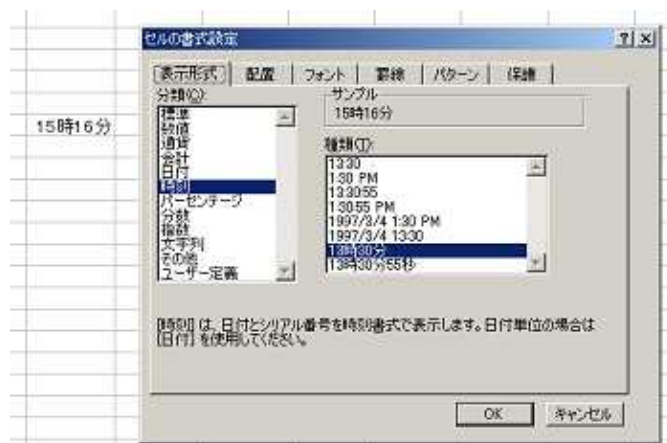 セルの書式設定
表示形式 配置 フォント 罫線 パターン 保護
分類(C):
標準
数値
通貨
会計
日付
時刻
パーセンテージ
分数
指数
文字列
その他
ユーザー定義
サンプル
15時16分
種類(T):
13:30
1:30 PM
13:30:55
1:30:55 PM
1997/3/4 1:30 PM
1997/3/4 13:30
13時30分
13時30分55秒
[時刻] は、日付とシリアル番号を時刻書式で表示します。日付単位の場合は
[日付] を使用してください。
OK キャンセル
15時16分